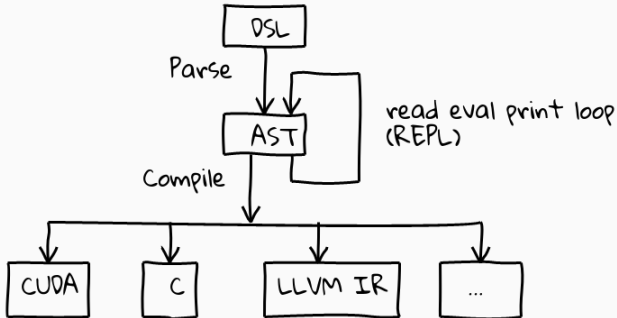 DSL
Parse
AST
read eval print loop
(REPL)
Compile
CUDA
C
LLVM IR
...